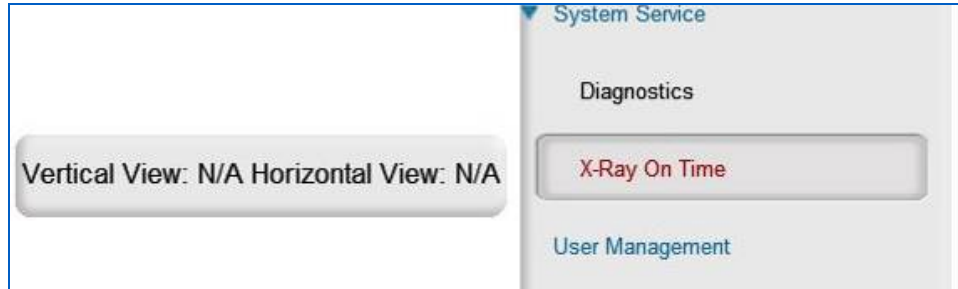 System Service
Diagnostics
Vertical View: N/A Horizontal View: N/A
X-Ray On Time
User Management